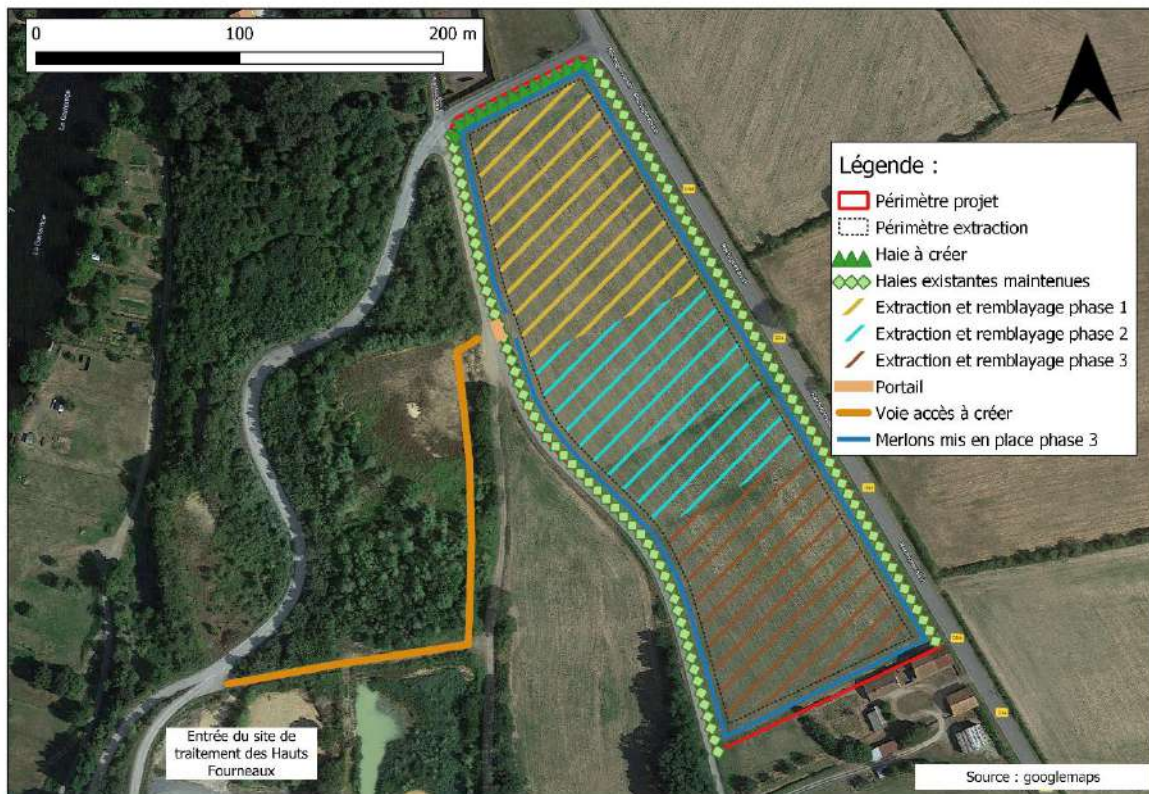 0 100 200 m
Légende :
Périmètre projet
Périmètre extraction
Haie à créer
Haies existantes maintenues
Extraction et remblayage phase 1
Extraction et remblayage phase 2
Extraction et remblayage phase 3
Portail
Voie accès à créer
Merlons mis en place phase 3
Entrée du site de
traitement des Hauts
Fourneaux
Source : googlemaps